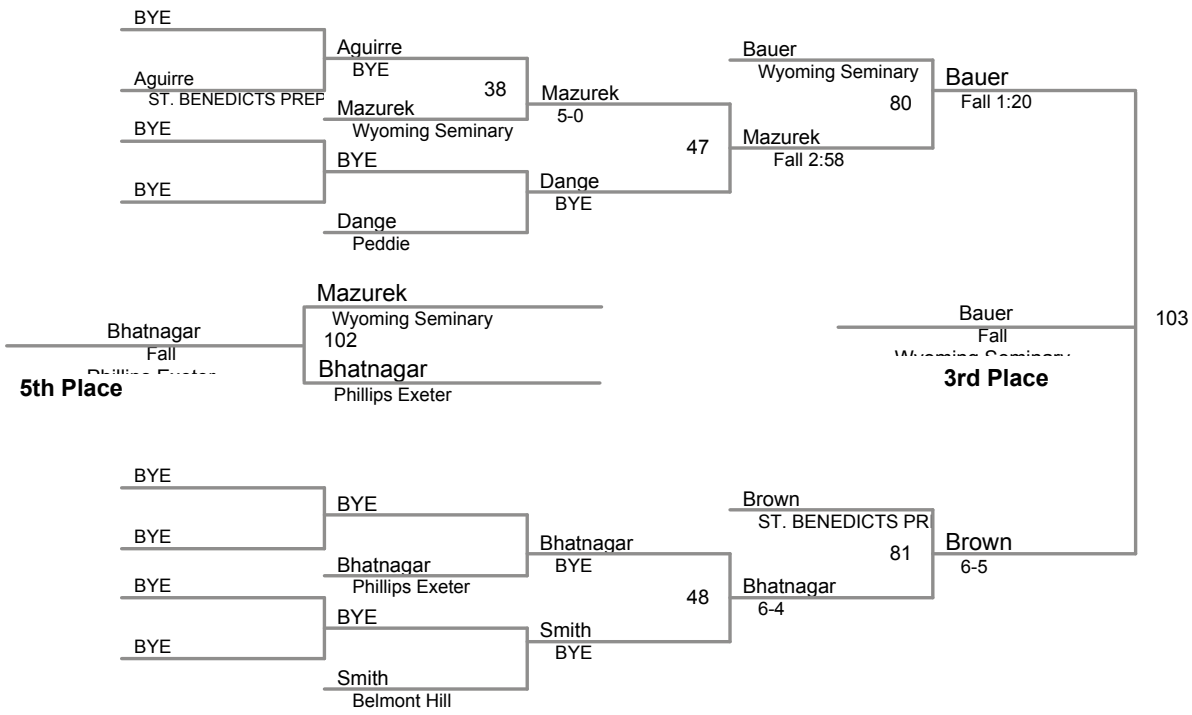 BYE
Aguirre
BYE
Aguirre
ST. BENEDICTS PREP
38
Mazurek
Wyoming Seminary
Mazurek
5-0
BYE
BYE
BYE
Dange
Peddie
Dange
BYE
47
Bauer
Wyoming Seminary
80
Mazurek
Fall 2:58
Bauer
Fall 1:20
Mazurek
Wyoming Seminary
102
Bhatnagar
Phillips Exeter
Bhatnagar
Fall
Phillips Exeter
5th Place
Bauer
Fall
Wyoming Seminary
3rd Place
103
BYE
BYE
BYE
Bhatnagar
Phillips Exeter
Bhatnagar
BYE
BYE
BYE
BYE
Smith
Belmont Hill
Smith
BYE
48
Brown
ST. BENEDICTS PR
81
Bhatnagar
6-4
Brown
6-5